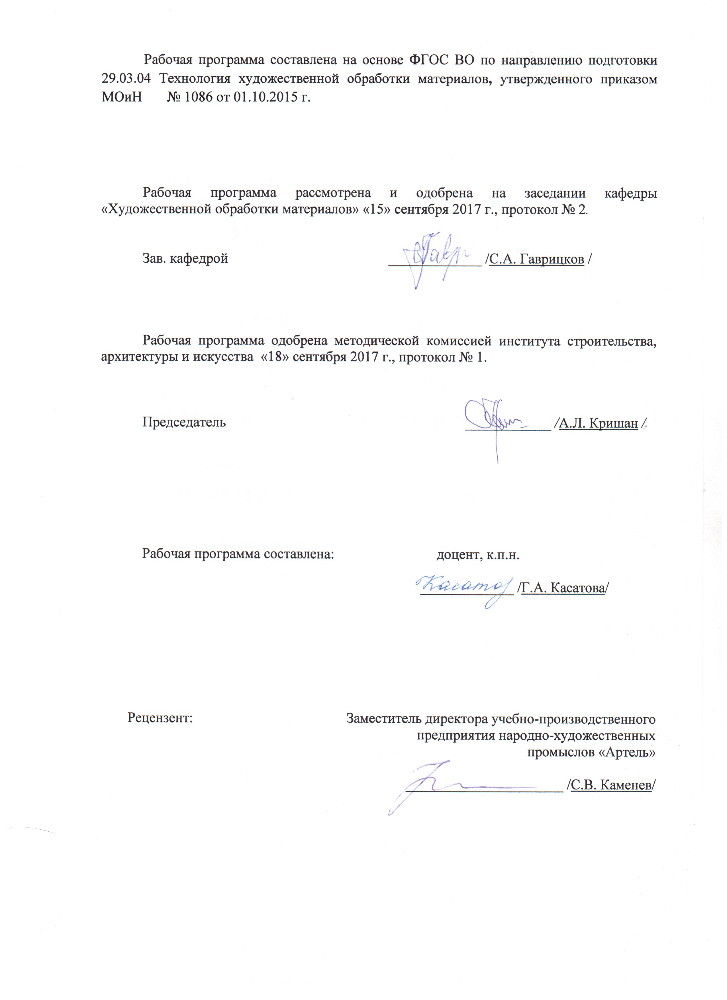 Рабочая программа составлена на основе ФГОС ВО по направлению подготовки
29.03.04 Технология художественной обработки материалов, утвержденного приказом
МОиН № 1086 от 01.10.2015 г.
Рабочая программа рассмотрена и одобрена на заседании кафедры
«Художественной обработки материалов» «15» сентября 2017 г., протокол № 2.
Зав. кафедрой /С.А. Гаврицков /
Рабочая программа одобрена методической комиссией института строительства,
архитектуры и искусства «18» сентября 2017 г., протокол № 1.
Председатель /А.Л. Кришан /
Рабочая программа составлена: доцент, к.п.н.
/Г.А. Касатова/
Рецензент: Заместитель директора учебно-производственного
предприятия народно-художественных
промыслов «Артель»
/С.В. Каменев/